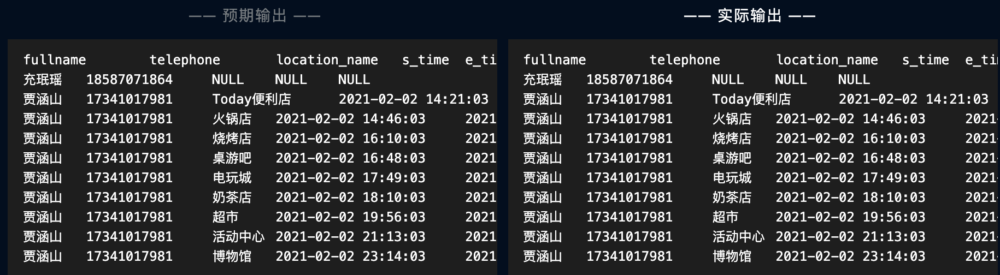 —— 预期输出 ——
fullname telephone location_name s_time e_ti
充珉瑶 18587071864 NULL NULL NULL
贾涵山 17341017981 Today便利店 2021-02-02 14:21:03
贾涵山 17341017981 火锅店 2021-02-02 14:46:03 2021
贾涵山 17341017981 烧烤店 2021-02-02 16:10:03 2021
贾涵山 17341017981 桌游吧 2021-02-02 16:48:03 2021
贾涵山 17341017981 电玩城 2021-02-02 17:49:03 2021
贾涵山 17341017981 奶茶店 2021-02-02 18:10:03 2021
贾涵山 17341017981 超市 2021-02-02 19:56:03 2021
贾涵山 17341017981 活动中心 2021-02-02 21:13:03 2021
贾涵山 17341017981 博物馆 2021-02-02 23:14:03 2021
—— 实际输出 ——
fullname telephone location_name s_time e_ti
充珉瑶 18587071864 NULL NULL NULL
贾涵山 17341017981 Today便利店 2021-02-02 14:21:03
贾涵山 17341017981 火锅店 2021-02-02 14:46:03 2021-
贾涵山 17341017981 烧烤店 2021-02-02 16:10:03 2021-
贾涵山 17341017981 桌游吧 2021-02-02 16:48:03 2021-
贾涵山 17341017981 电玩城 2021-02-02 17:49:03 2021-
贾涵山 17341017981 奶茶店 2021-02-02 18:10:03 2021-
贾涵山 17341017981 超市 2021-02-02 19:56:03 2021-
贾涵山 17341017981 活动中心 2021-02-02 21:13:03 2021-
贾涵山 17341017981 博物馆 2021-02-02 23:14:03 2021-